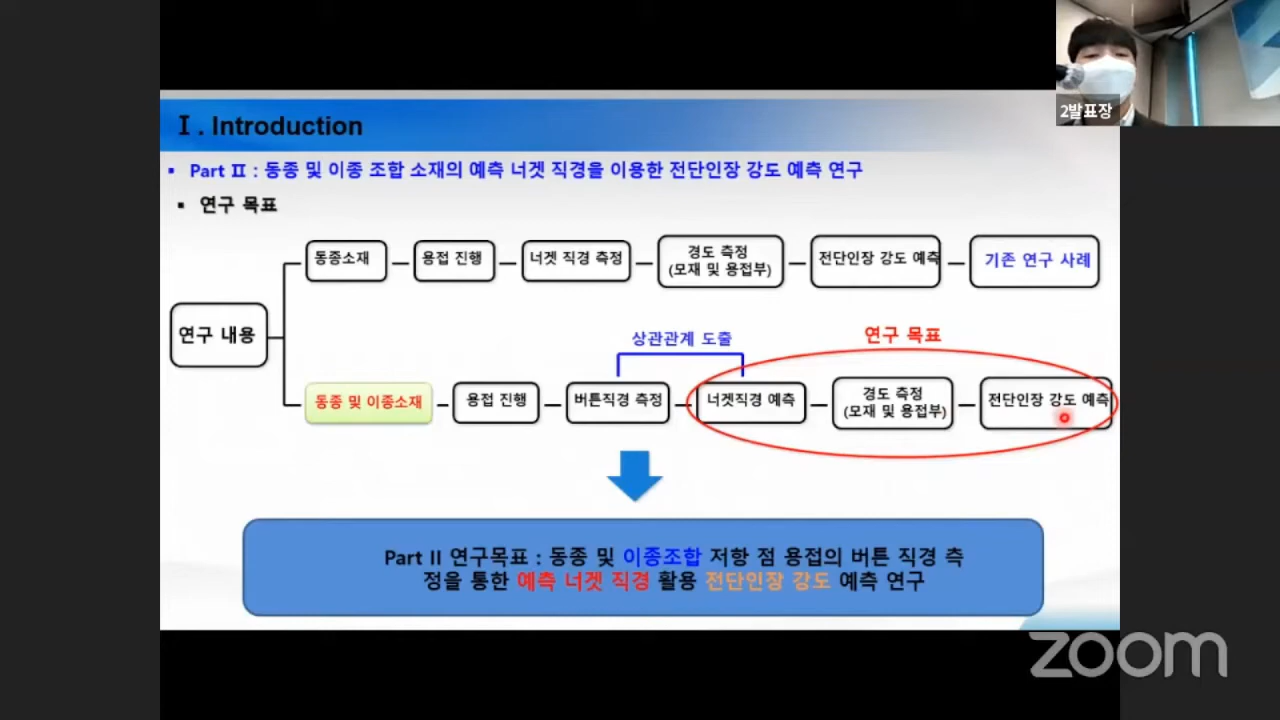 2발표장
Ⅰ. Introduction
▪ Part Ⅱ : 동종 및 이종 조합 소재의 예측 너겟 직경을 이용한 전단인장 강도 예측 연구
▪ 연구 목표
동종소재
용접 진행
너겟 직경 측정
경도 측정
(모재 및 용접부)
전단인장 강도 예측
기존 연구 사례
연구 내용
상관관계 도출
연구 목표
동종 및 이종소재
용접 진행
버튼직경 측정
너겟직경 예측
경도 측정
(모재 및 용접부)
전단인장 강도 예측
Part II 연구목표 : 동종 및 이종조합 저항 점 용접의 버튼 직경 측
정을 통한 예측 너겟 직경 활용 전단인장 강도 예측 연구
zoom